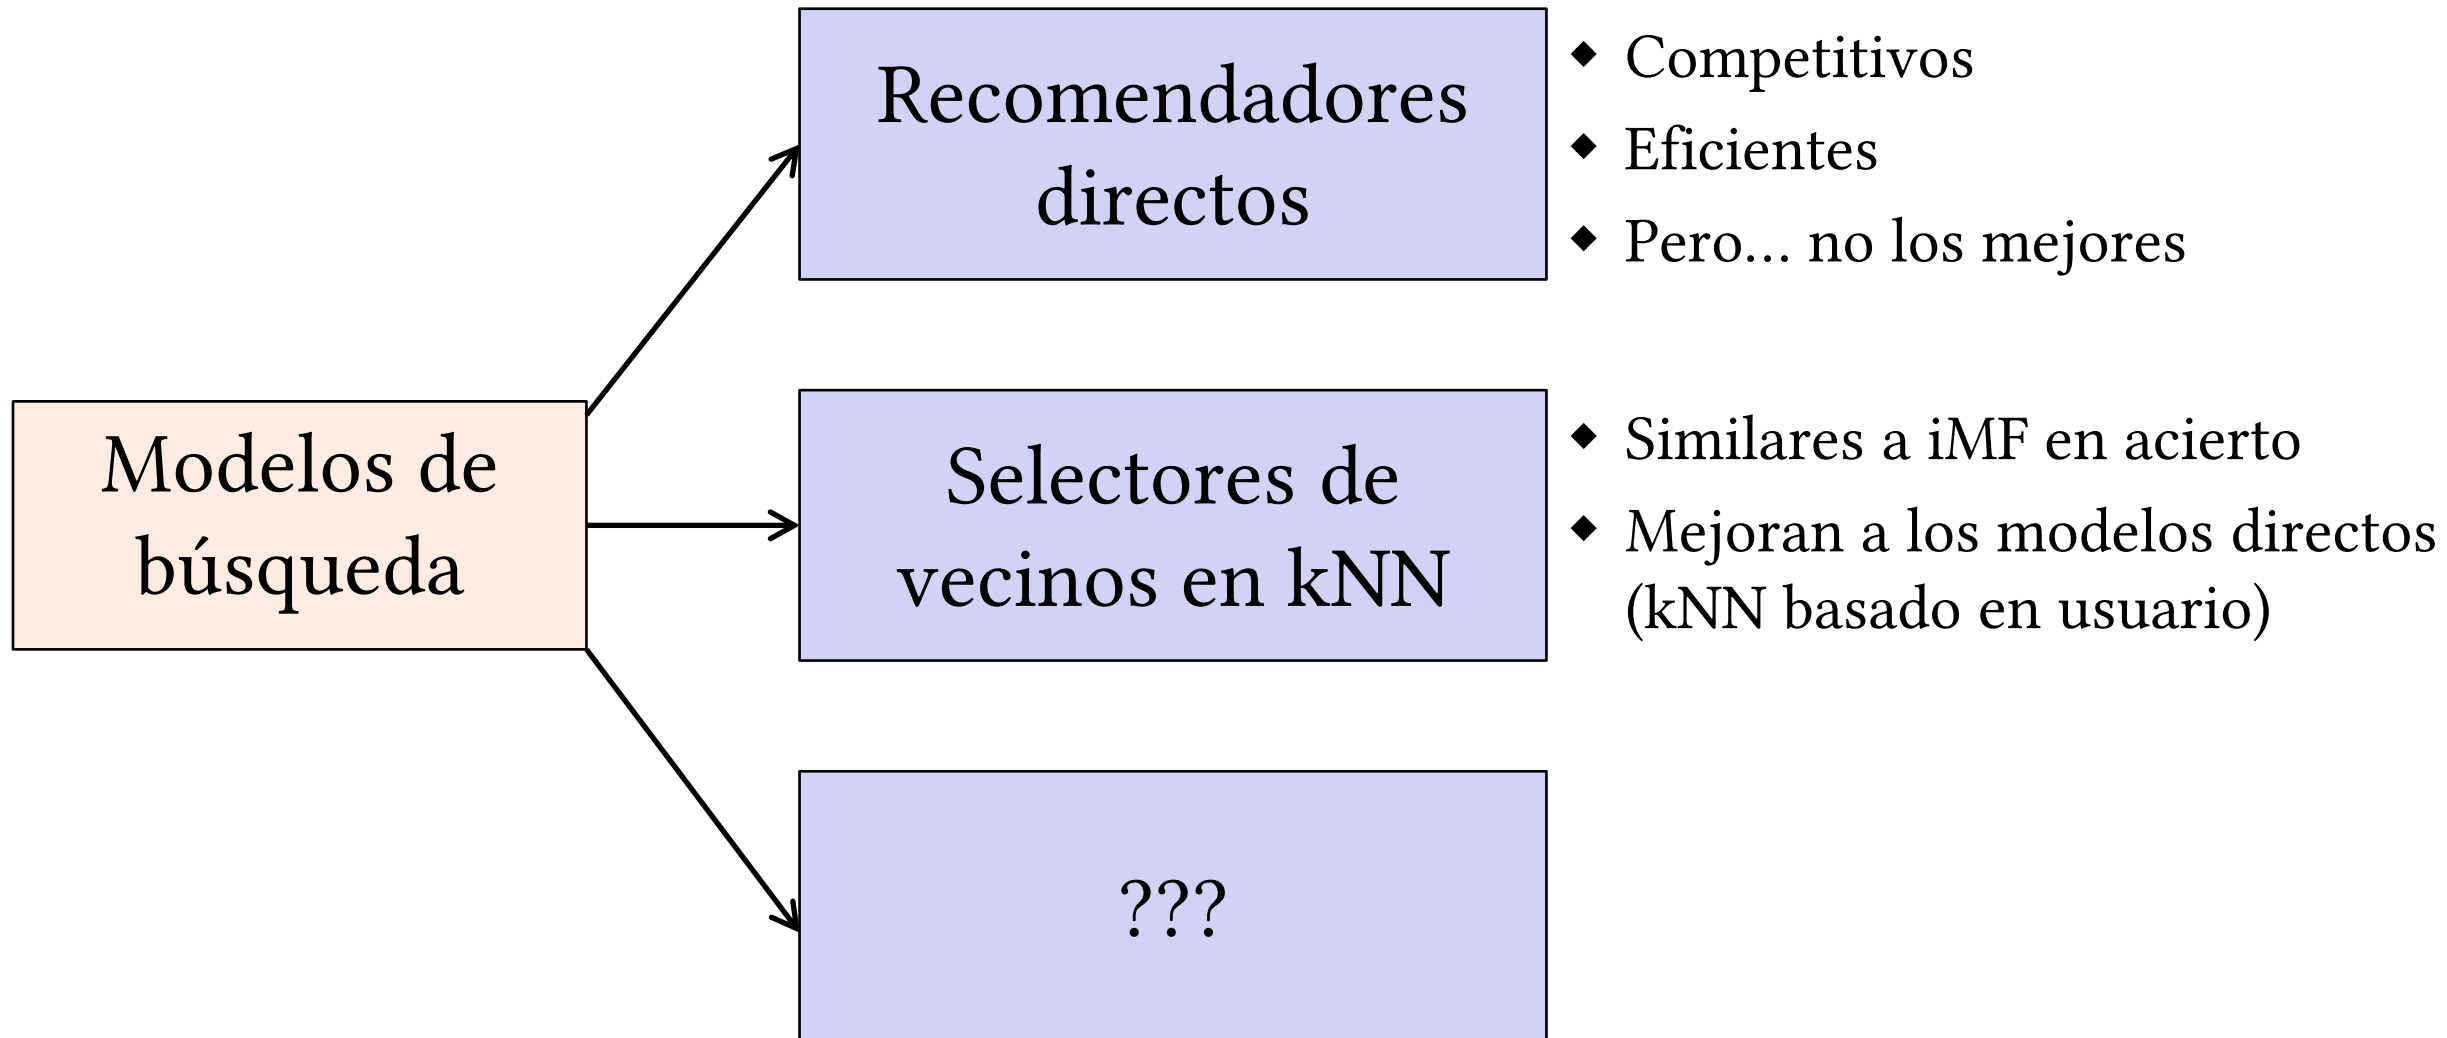 Recomendadores
directos
◆ Competitivos
◆ Eficientes
◆ Pero... no los mejores
Modelos de
búsqueda
Selectores de
vecinos en kNN
◆ Similares a iMF en acierto
◆ Mejoran a los modelos directos
(kNN basado en usuario)
???